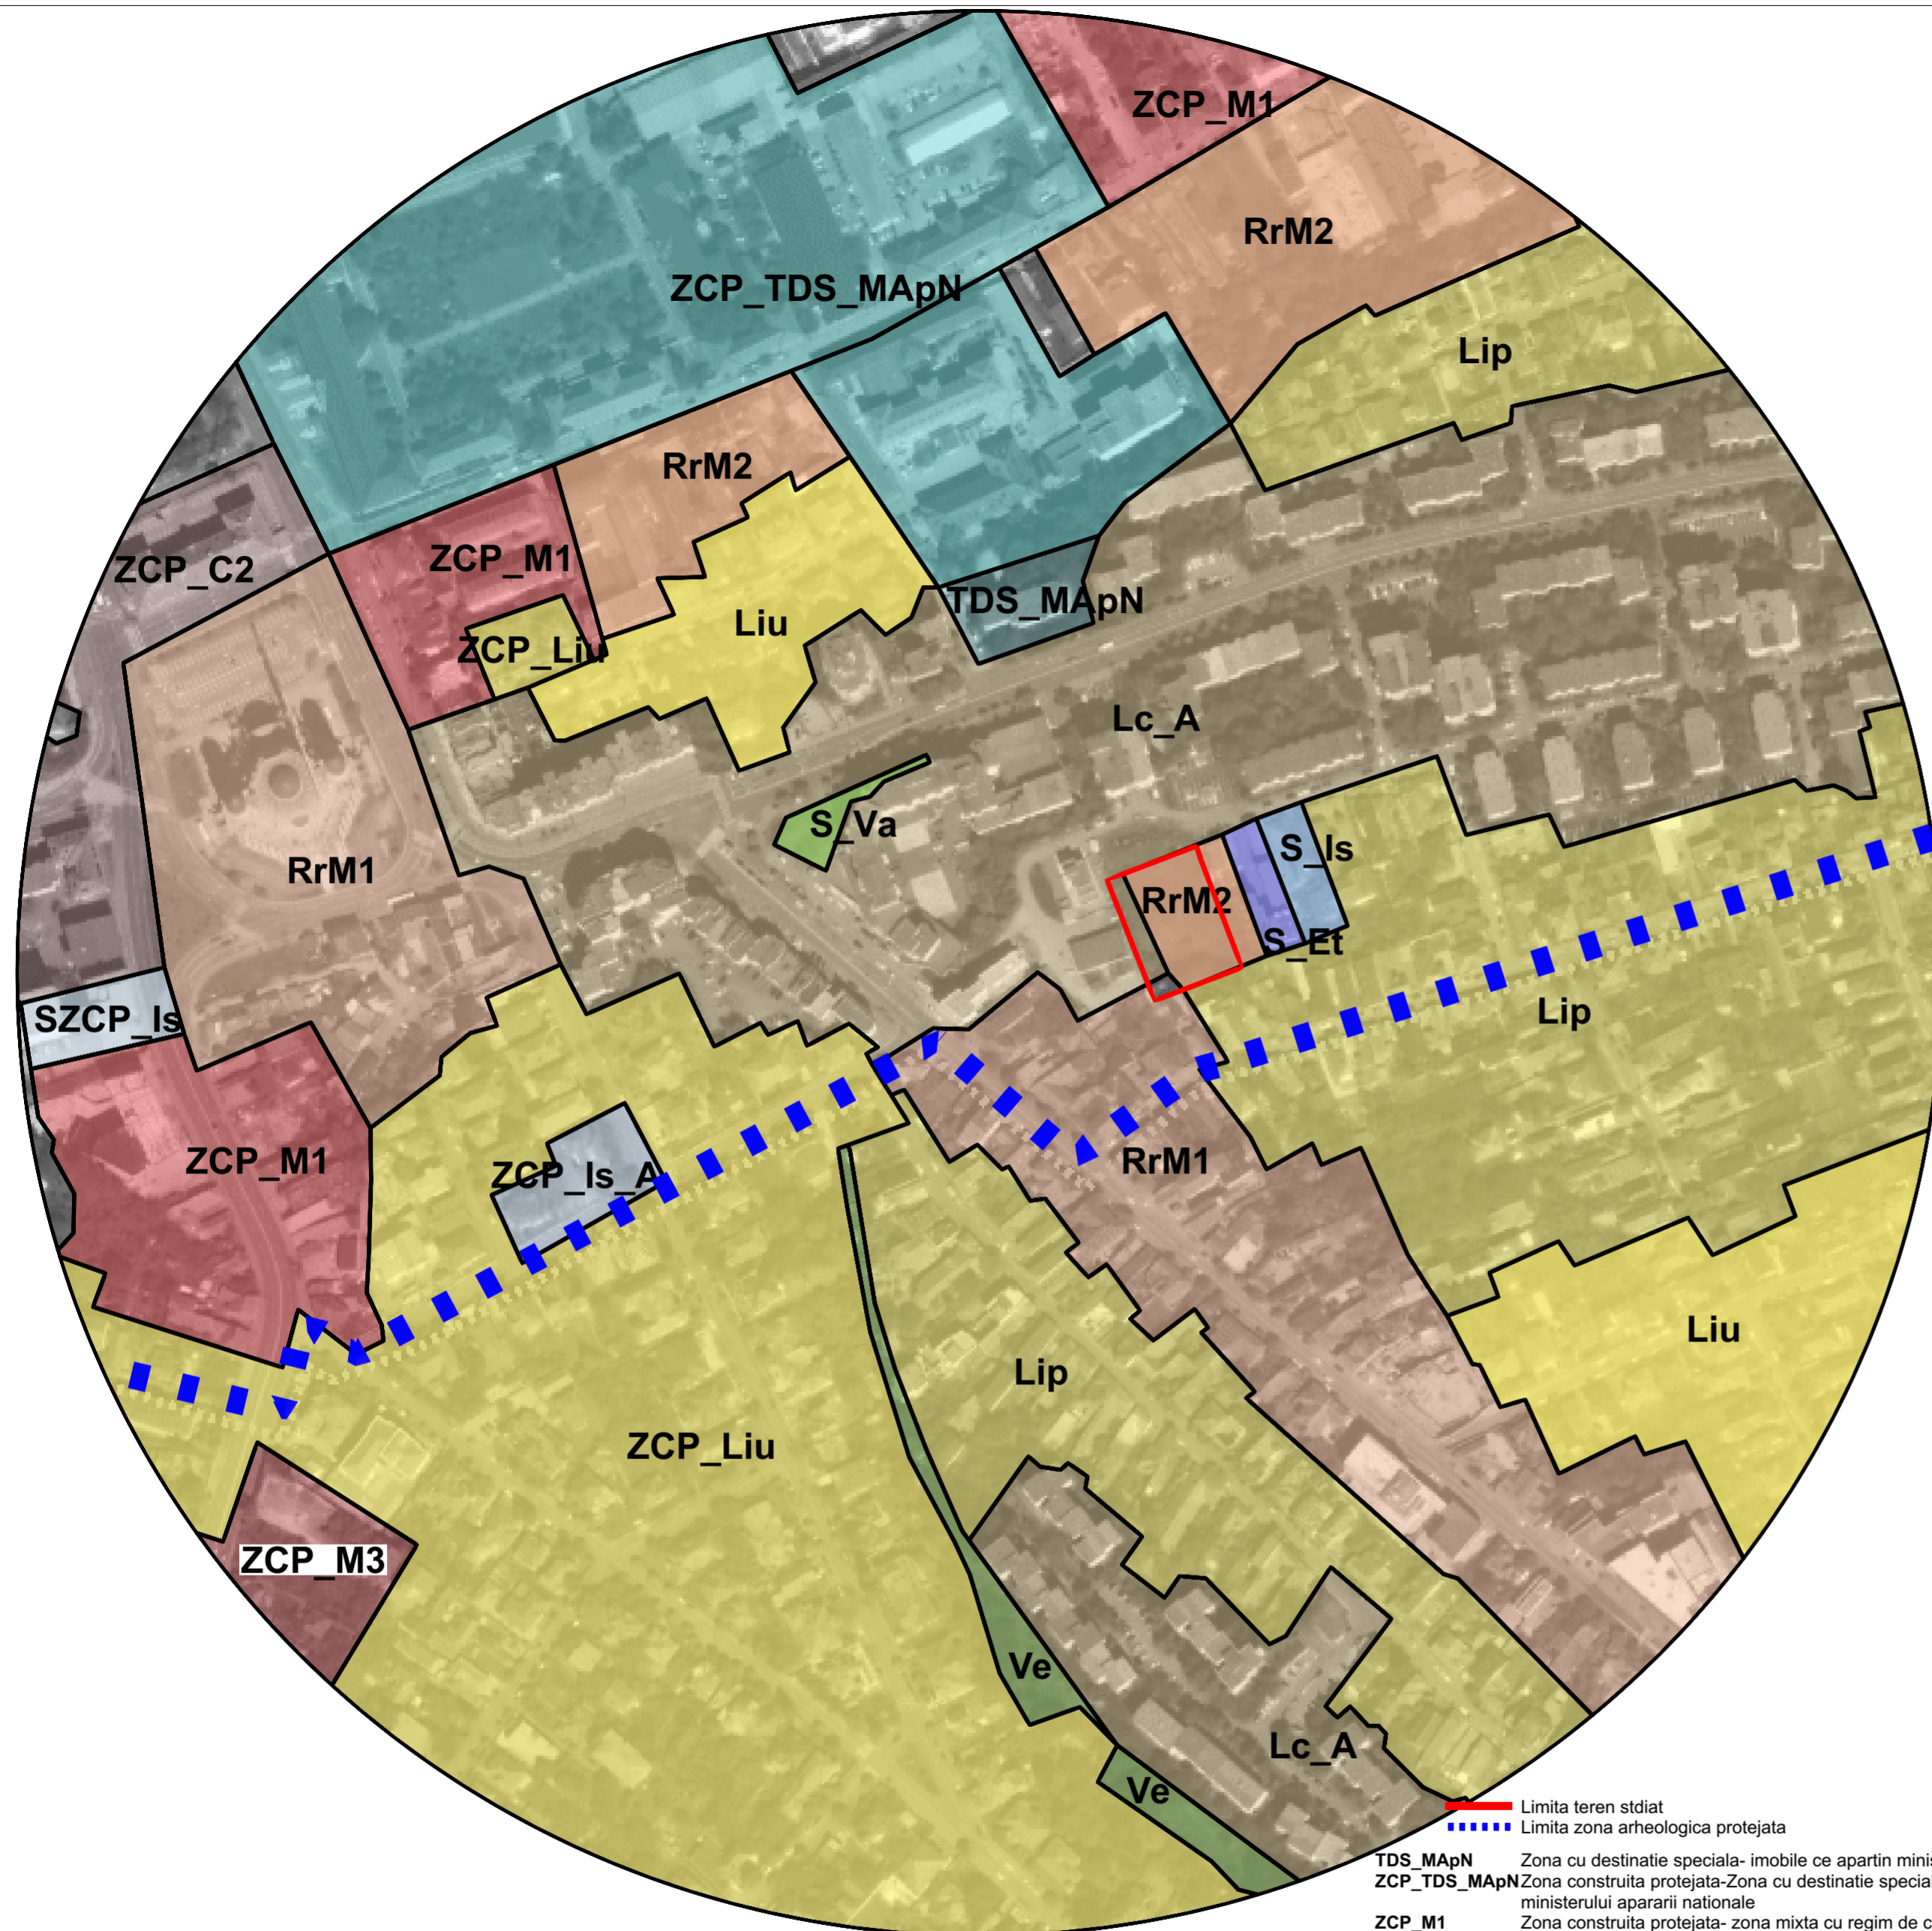 ZCP_M1
RrM2
ZCP_TDS_MApN
Lip
RrM2
ZCP_M1
ZCP_C2
TDS_MApN
Liu
ZCP_Liu
Lc_A
S_Va
S_Is
RrM1
RrM2
S_Et
Lip
SZCP_Is
ZCP_M1
ZCP_Is_A
RrM1
Liu
Lip
ZCP_Liu
ZCP_M3
Ve
Lc_A
Ve
Limita teren stdiat
Limita zona arheologica protejata
TDS_MApN Zona cu destinatie speciala- imobile ce apartin
ZCP_TDS_MApN Zona construita protejata-Zona cu destinatie
ministerului apararii nationale
ZCP_M1 Zona construita protejata- zona mixta cu regim de